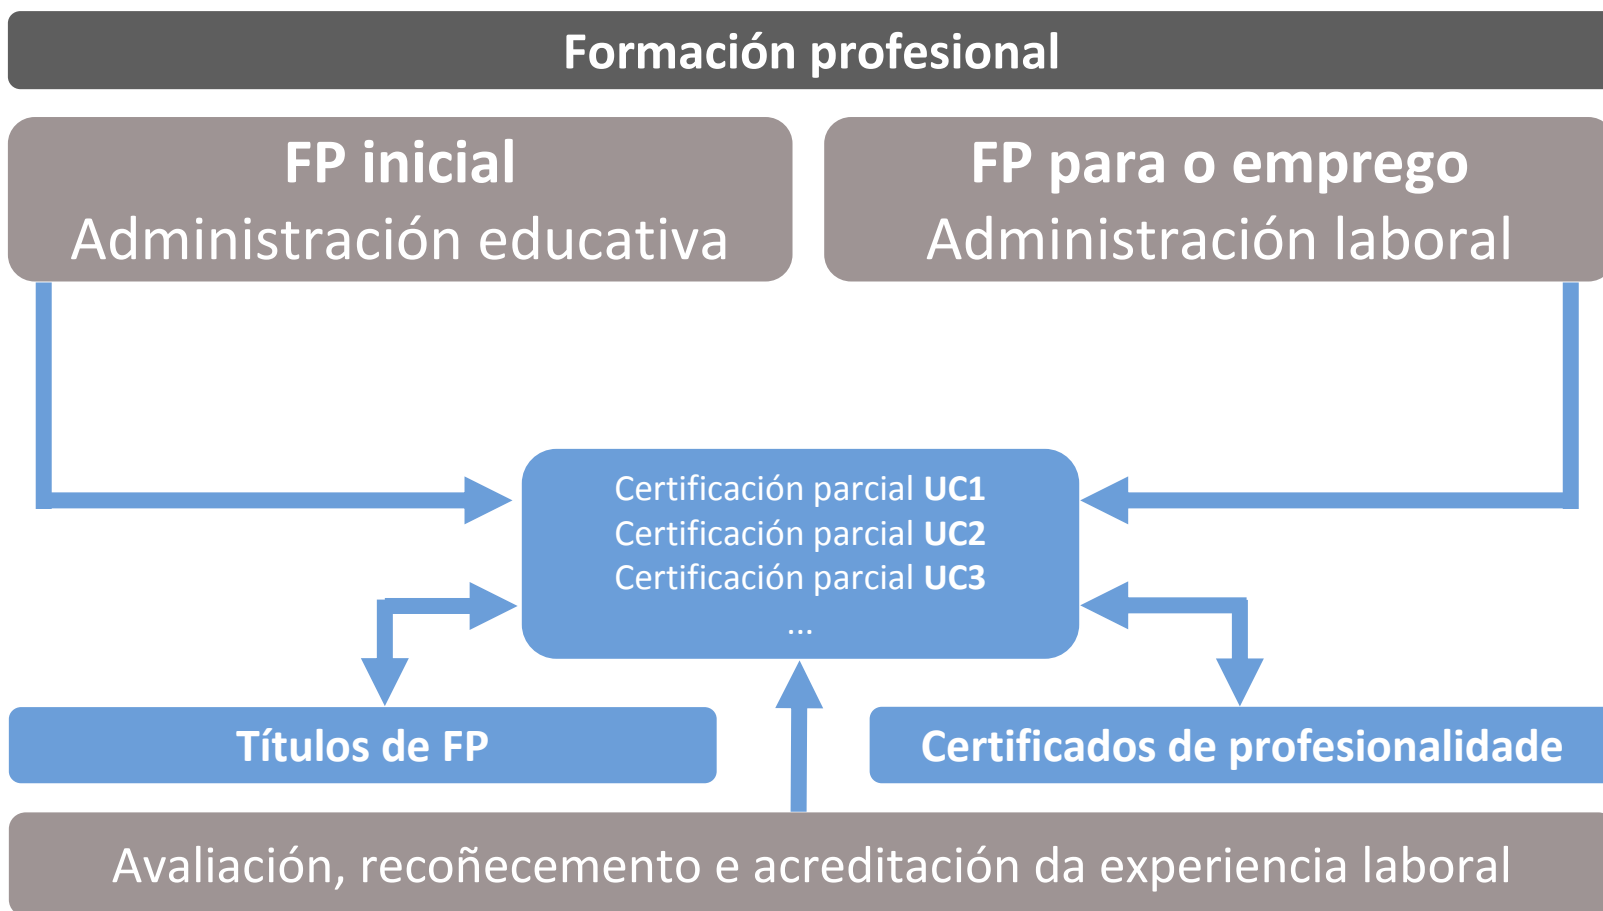 Formación profesional
FP inicial
Administración educativa
FP para o emprego
Administración laboral
Certificación parcial UC1
Certificación parcial UC2
Certificación parcial UC3
...
Títulos de FP
Certificados de profesionalidade
Avaliación, recoñecemento e acreditación da experiencia laboral